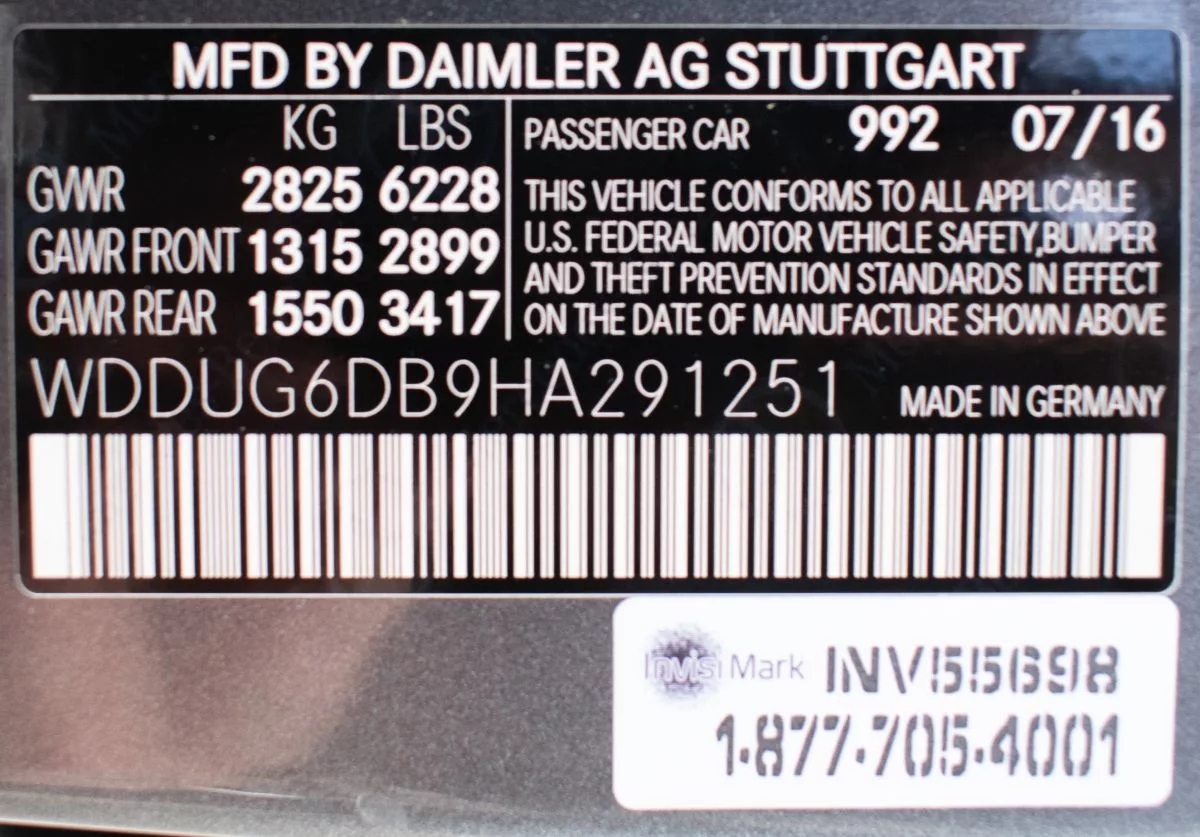 MFD BY DAIMLER AG STUTTGART
KG LBS
GVWR 2825 6228
GAWR FRONT 1315 2899
GAWR REAR 1550 3417
PASSENGER CAR 992 07/16
THIS VEHICLE CONFORMS TO ALL APPLICABLE
U.S. FEDERAL MOTOR VEHICLE SAFETY,BUMPER
AND THEFT PREVENTION STANDARDS IN EFFECT
ON THE DATE OF MANUFACTURE SHOWN ABOVE
WDDUG6DB9HA291251 MADE IN GERMANY
InvisiMark INV55698
1.877.705.4001